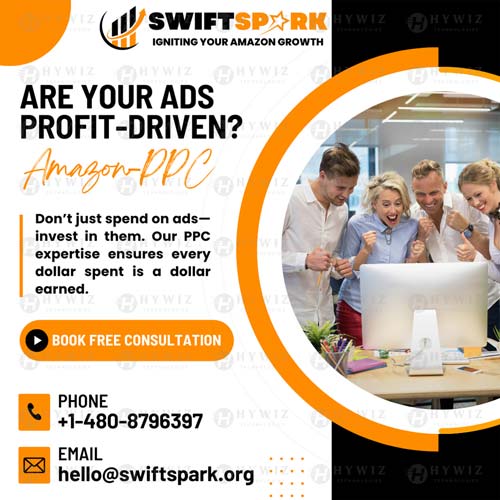 SWIFTSPARK
IGNITING YOUR AMAZON GROWTH
ARE YOUR ADS
PROFIT-DRIVEN?
Amazon-PPC
Don’t just spend on ads—
invest in them. Our PPC
expertise ensures every
dollar spent is a dollar
earned.
BOOK FREE CONSULTATION
PHONE
+1-480-8796397
EMAIL
hello@swiftspark.org
HYWIZ
TECHNOLOGIES